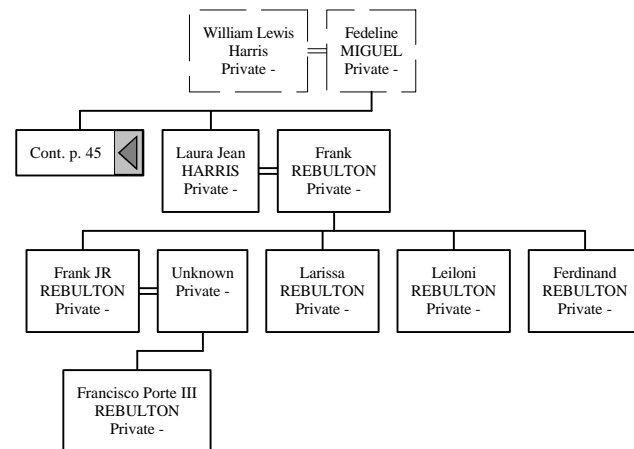 William Lewis
Harris
Private -
Fedeline
MIGUEL
Private -
Cont. p. 45
Laura Jean
HARRIS
Private -
Frank
REBULTON
Private -
Frank JR
REBULTON
Private -
Unknown
Private -
Larissa
REBULTON
Private -
Leiloni
REBULTON
Private -
Ferdinand
REBULTON
Private -
Francisco Porte III
REBULTON
Private -